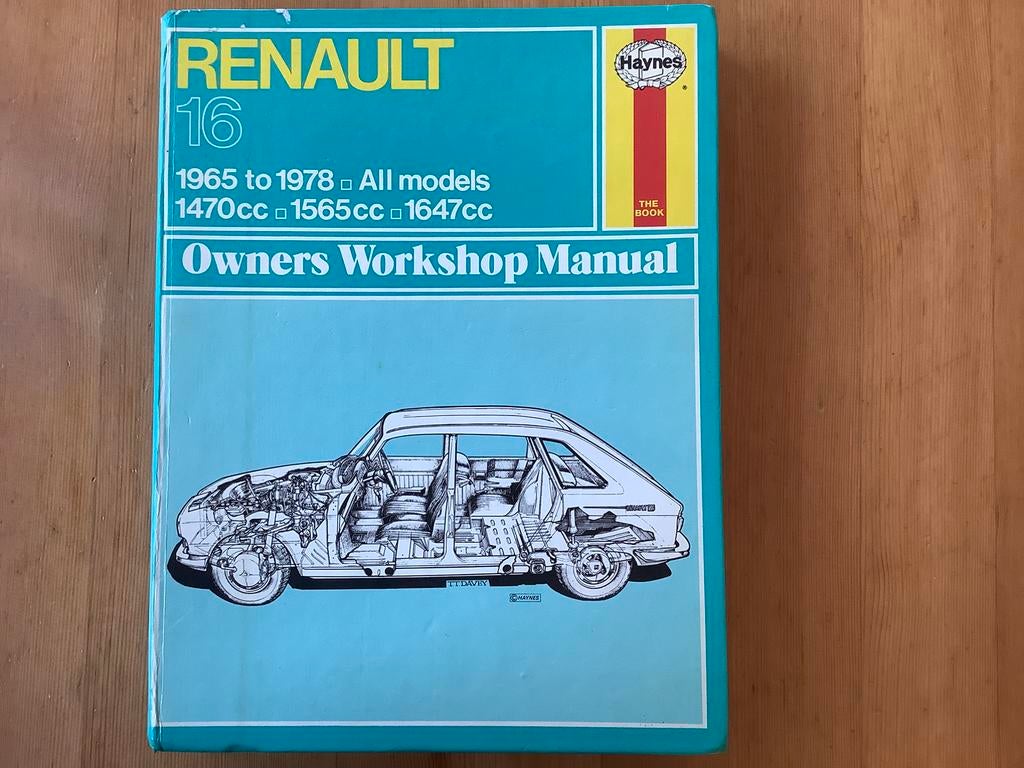 RENAULT
16
1965 to 1978 □ All models
1470cc □ 1565cc □ 1647cc
Haynes
®
THE
BOOK
Owners Workshop Manual
T.T. DAVEY
© HAYNES